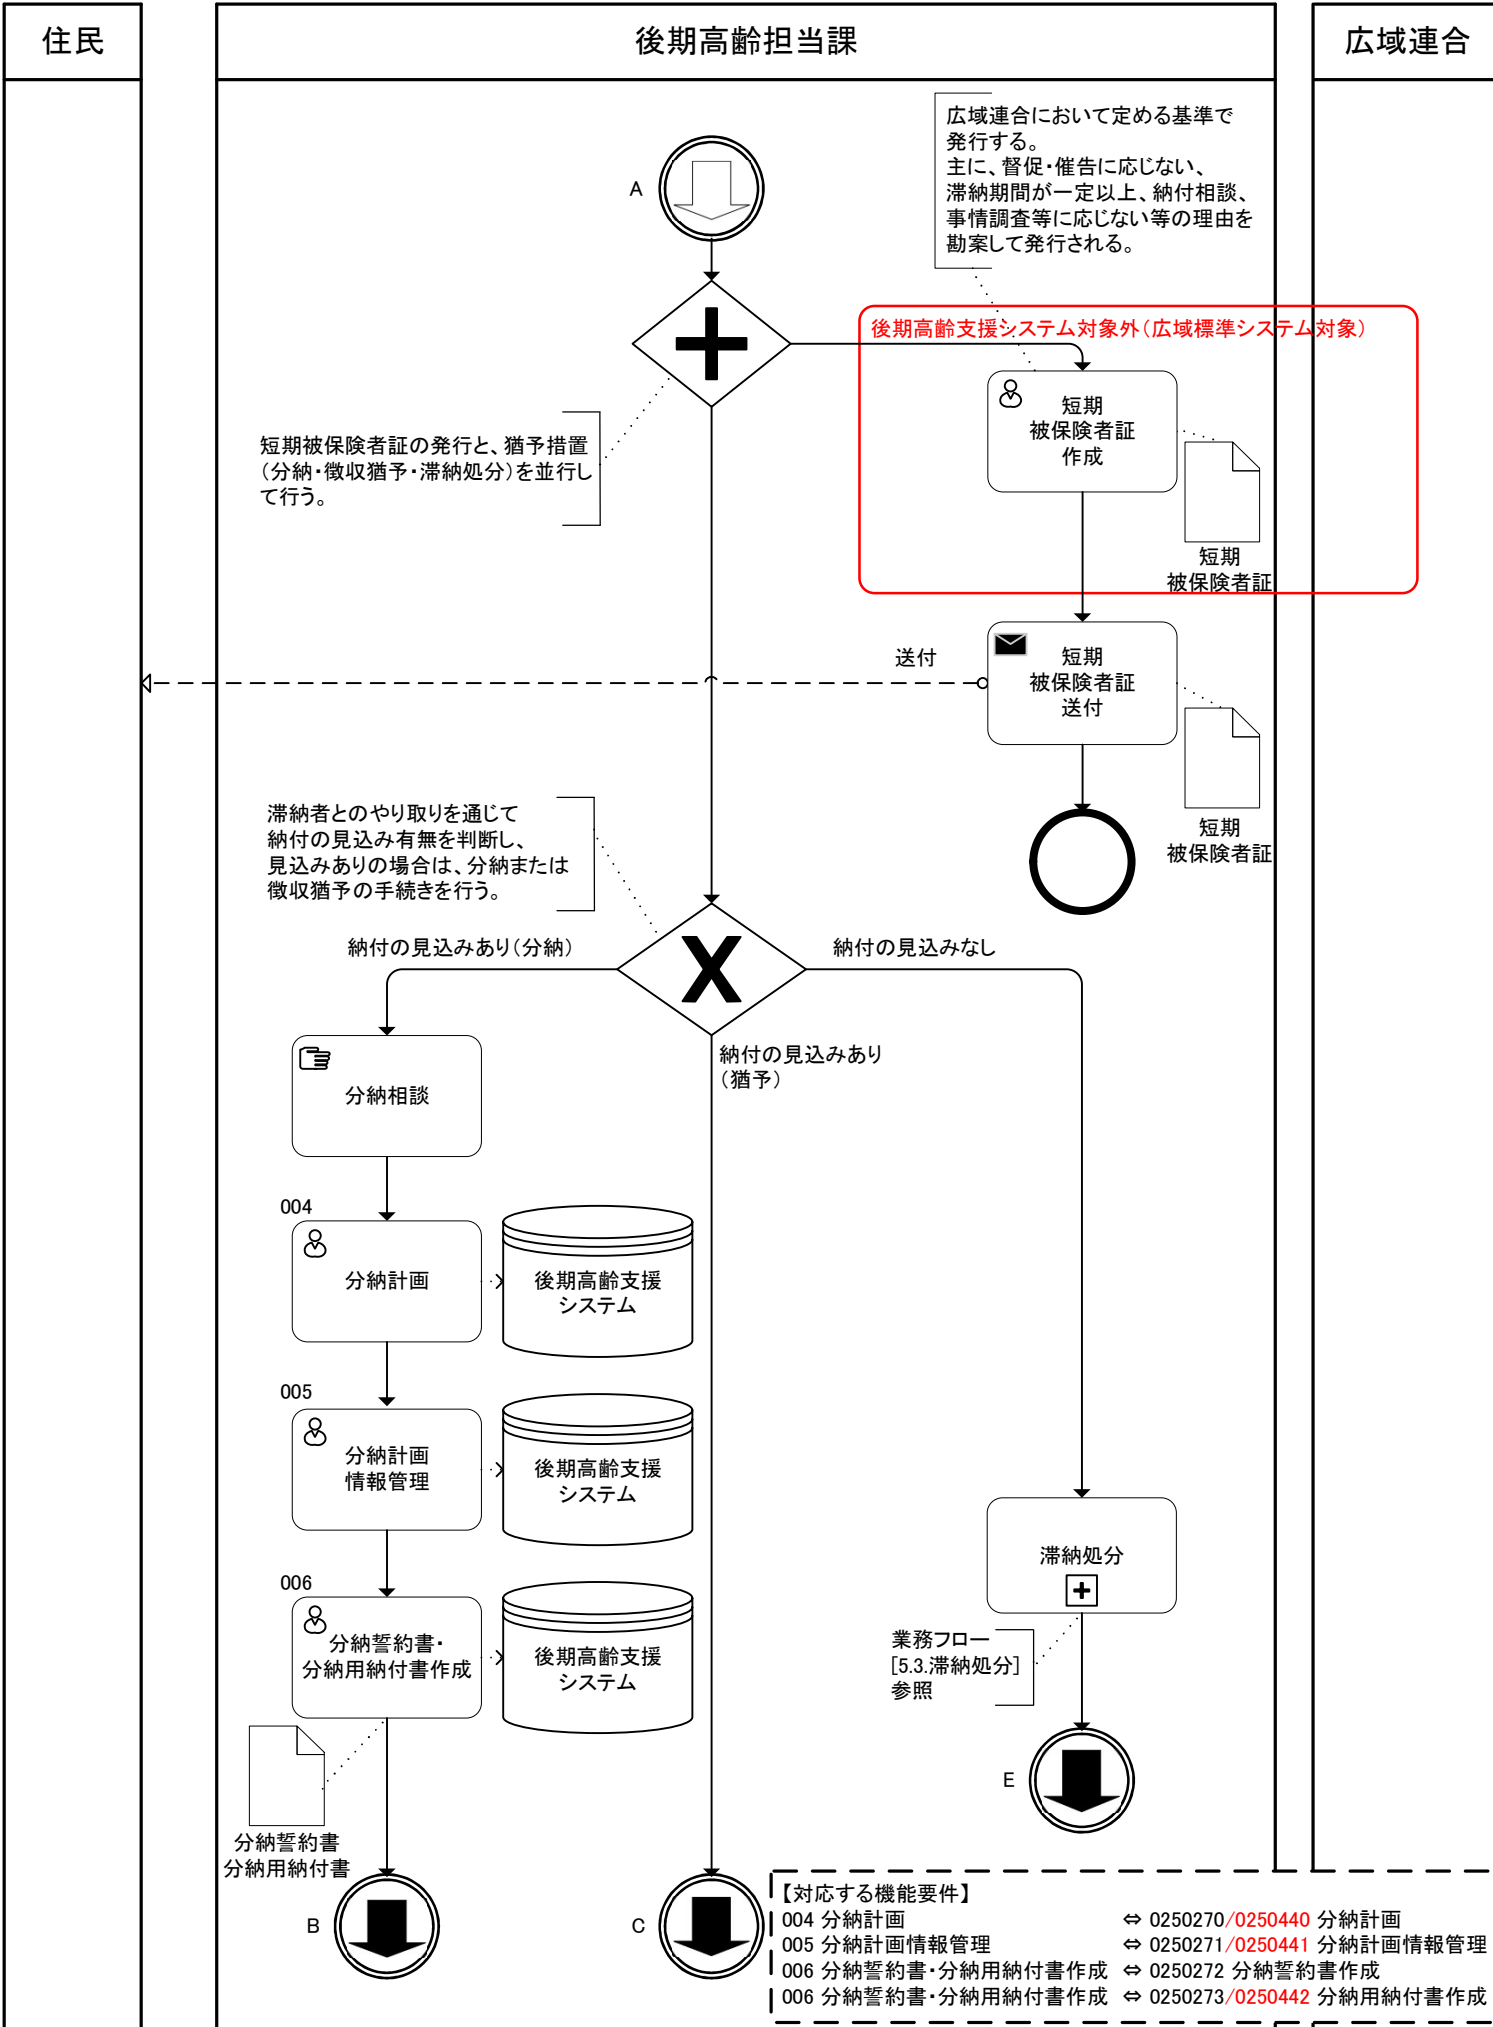 住民
後期高齢担当課
広域連合
広域連合において定める基準で
発行する。
主に、督促・催告に応じない、
滞納期間が一定以上、納付相談、
事情調査等に応じない等の理由を
勘案して発行される。
A
後期高齢支援システム対象外（広域標準システム対象）
短期
被保険者証
作成
短期被保険者証の発行と、猶予措置
（分納・徴収猶予・滞納処分）を並行し
て行う。
短期
被保険者証
送付
短期
被保険者証
送付
短期
被保険者証
滞納者とのやり取りを通じて
納付の見込み有無を判断し、
見込みありの場合は、分納または
徴収猶予の手続きを行う。
納付の見込みあり（分納）
納付の見込みなし
納付の見込みあり
（猶予）
分納相談
004
分納計画
後期高齢支援
システム
005
分納計画
情報管理
後期高齢支援
システム
006
分納誓約書・
分納用納付書作成
後期高齢支援
システム
滞納処分
業務フロー
[5.3.滞納処分]
参照
E
分納誓約書
分納用納付書
B
C
【対応する機能要件】
004 分納計画 ⇔ 0250270/0250440 分納計画
005 分納計画情報管理 ⇔ 0250271/0250441 分納計画情報管理
006 分納誓約書・分納用納付書作成 ⇔ 0250272 分納誓約書作成
006 分納誓約書・分納用納付書作成 ⇔ 0250273/0250442 分納用納付書作成